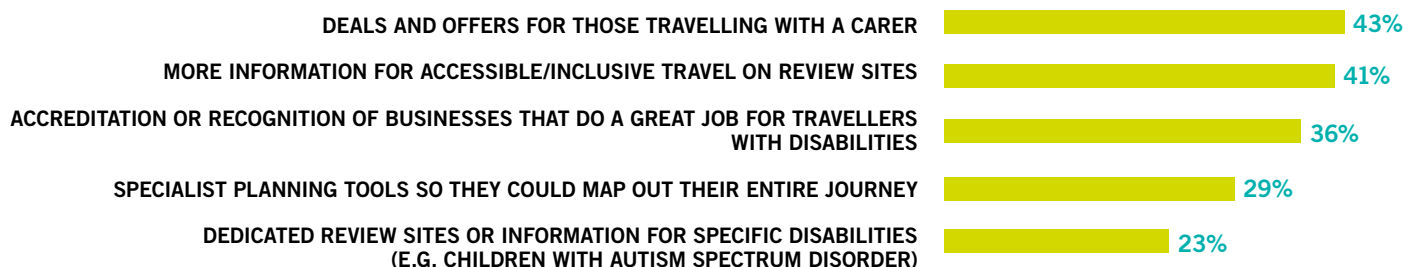 DEALS AND OFFERS FOR THOSE TRAVELLING WITH A CARER 43%
MORE INFORMATION FOR ACCESSIBLE/INCLUSIVE TRAVEL ON REVIEW SITES 41%
ACCREDITATION OR RECOGNITION OF BUSINESSES THAT DO A GREAT JOB FOR TRAVELLERS
WITH DISABILITIES 36%
SPECIALIST PLANNING TOOLS SO THEY COULD MAP OUT THEIR ENTIRE JOURNEY 29%
DEDICATED REVIEW SITES OR INFORMATION FOR SPECIFIC DISABILITIES
(E.G. CHILDREN WITH AUTISM SPECTRUM DISORDER) 23%